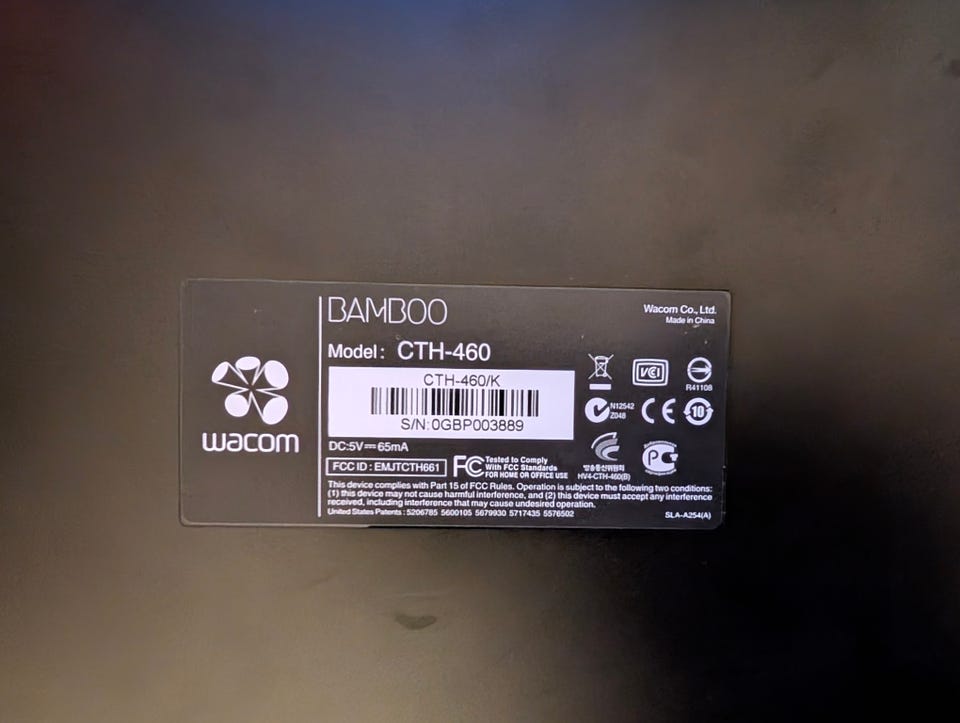 BAMBOO
Wacom Co., Ltd.
Made in China
Model: CTH-460
CTH-460/K
S/N: 0GBP003889
wacom
VCI
R41108
N12542
Z048
CE
10
DC:5V⎓65mA
FCC ID : EMJTCTH661
FC Tested to Comply
With FCC Standards
FOR HOME OR OFFICE USE
방송통신위원회
HV4-CTH-460(B)
PG
This device complies with Part 15 of FCC Rules. Operation is subject to the following two conditions:
(1) this device may not cause harmful interference, and (2) this device must accept any interference
received, including interference that may cause undesired operation.
United States Patents : 5206785 5600105 5679930 5717435 5576502
SLA-A254(A)